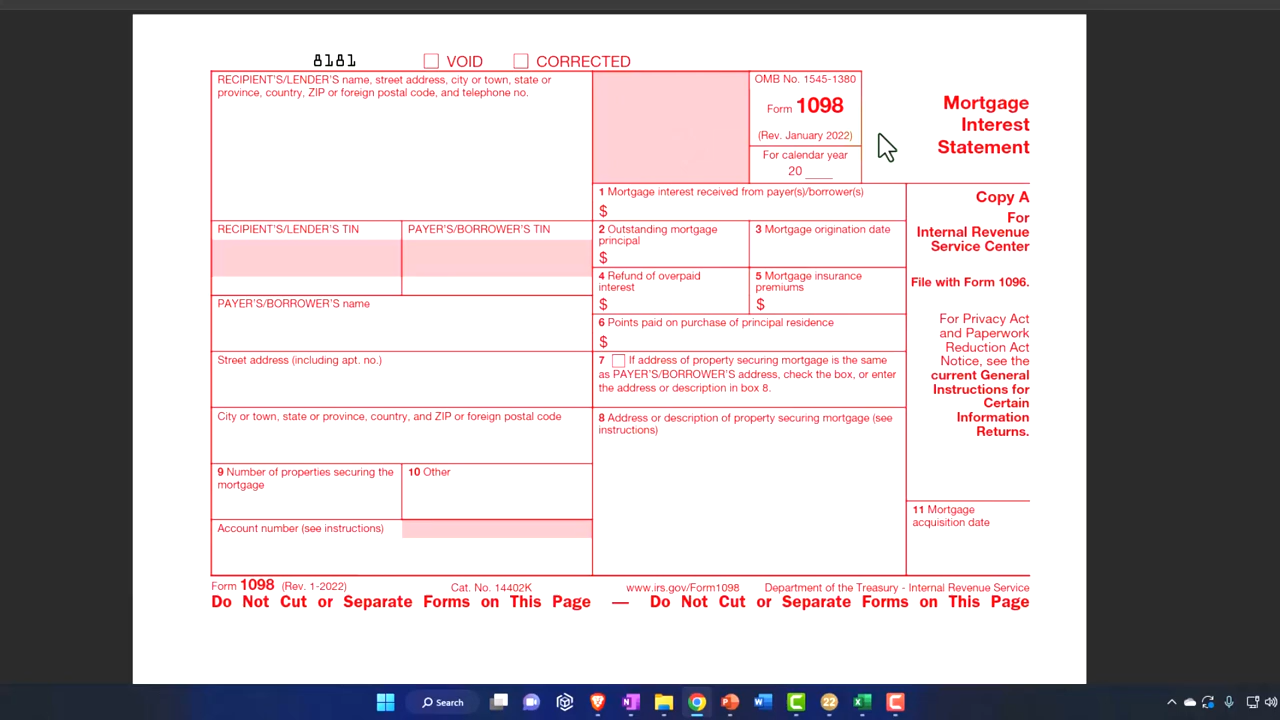 8181 VOID CORRECTED
RECIPIENT'S/LENDER'S name, street address, city or town, state or
province, country, ZIP or foreign postal code, and telephone no.
OMB No. 1545-1380
Form 1098
(Rev. January 2022)
For calendar year
20 ____
Mortgage
Interest
Statement
1 Mortgage interest received from payer(s)/borrower(s)
$
Copy A
For
Internal Revenue
Service Center
File with Form 1096.
For Privacy Act
and Paperwork
Reduction Act
Notice, see the
current General
Instructions for
Certain
Information
Returns.
RECIPIENT'S/LENDER'S TIN
PAYER'S/BORROWER'S TIN
2 Outstanding mortgage
principal
$
3 Mortgage origination date
4 Refund of overpaid
interest
$
5 Mortgage insurance
premiums
$
PAYER'S/BORROWER'S name
6 Points paid on purchase of principal residence
$
Street address (including apt. no.)
7 If address of property securing mortgage is the same
as PAYER'S/BORROWER'S address, check the box, or enter
the address or description in box 8.
City or town, state or province, country, and ZIP or foreign postal code
8 Address or description of property securing mortgage (see
instructions)
9 Number of properties securing the
mortgage
10 Other
11 Mortgage
acquisition date
Account number (see instructions)
Form 1098 (Rev. 1-2022) Cat. No. 14402K www.irs.gov/Form1098 Department of the Treasury - Internal Revenue Service
Do Not Cut or Separate Forms on This Page — Do Not Cut or Separate Forms on This Page
Search
22